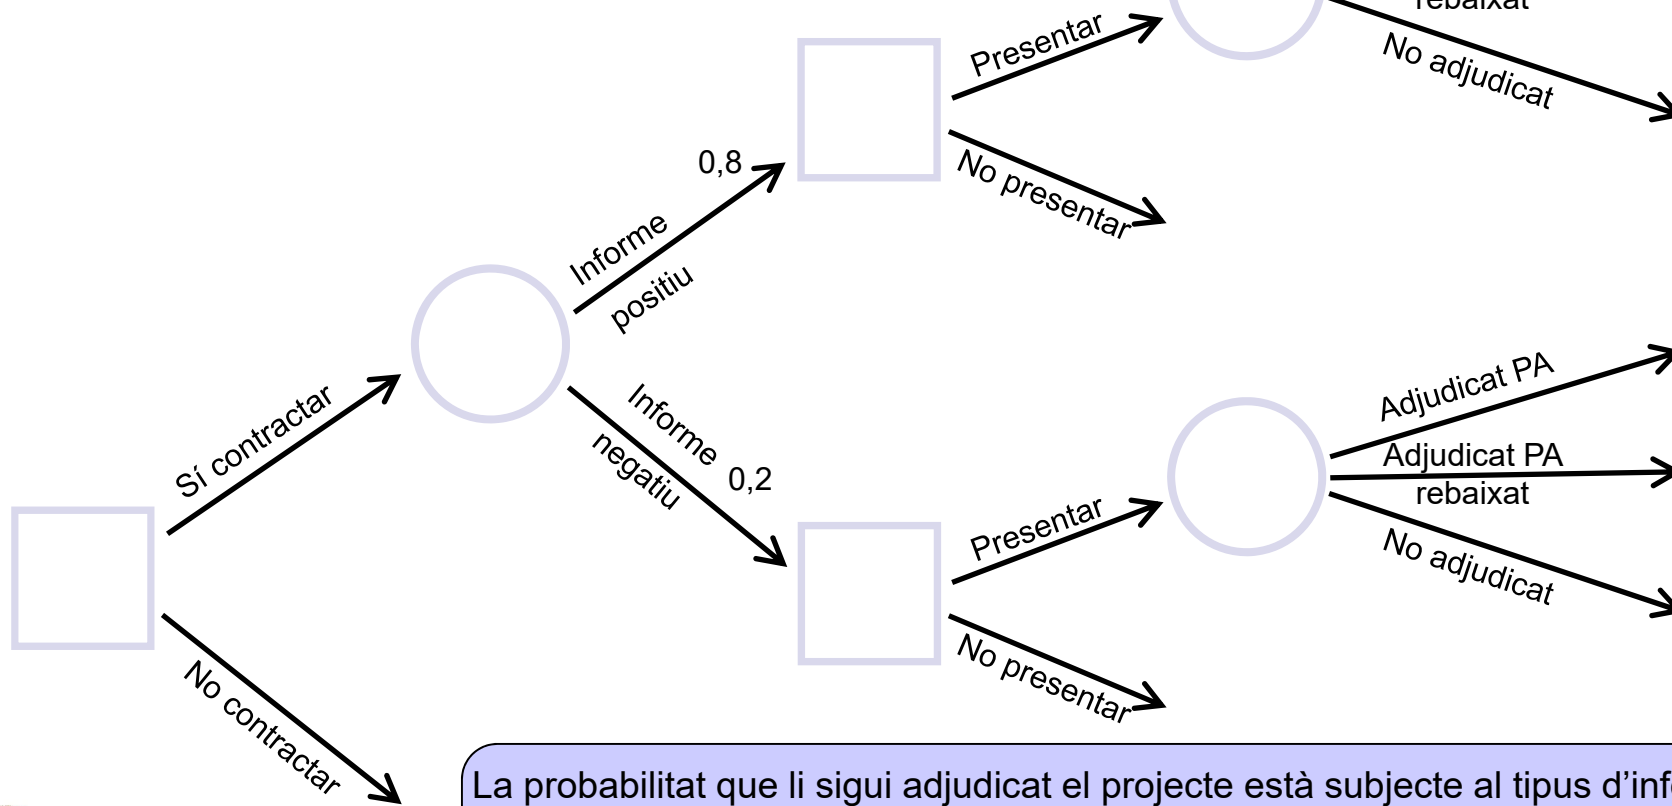 rebaixat
Presentar
No adjudicat
0,8
No presentar
Informe
positiu
Adjudicat PA
Sí contractar
Informe
negatiu
0,2
Adjudicat PA
rebaixat
Presentar
No adjudicat
No presentar
No contractar
La probabilitat que li sigui adjudicat el projecte està subjecte al tipus d’inf